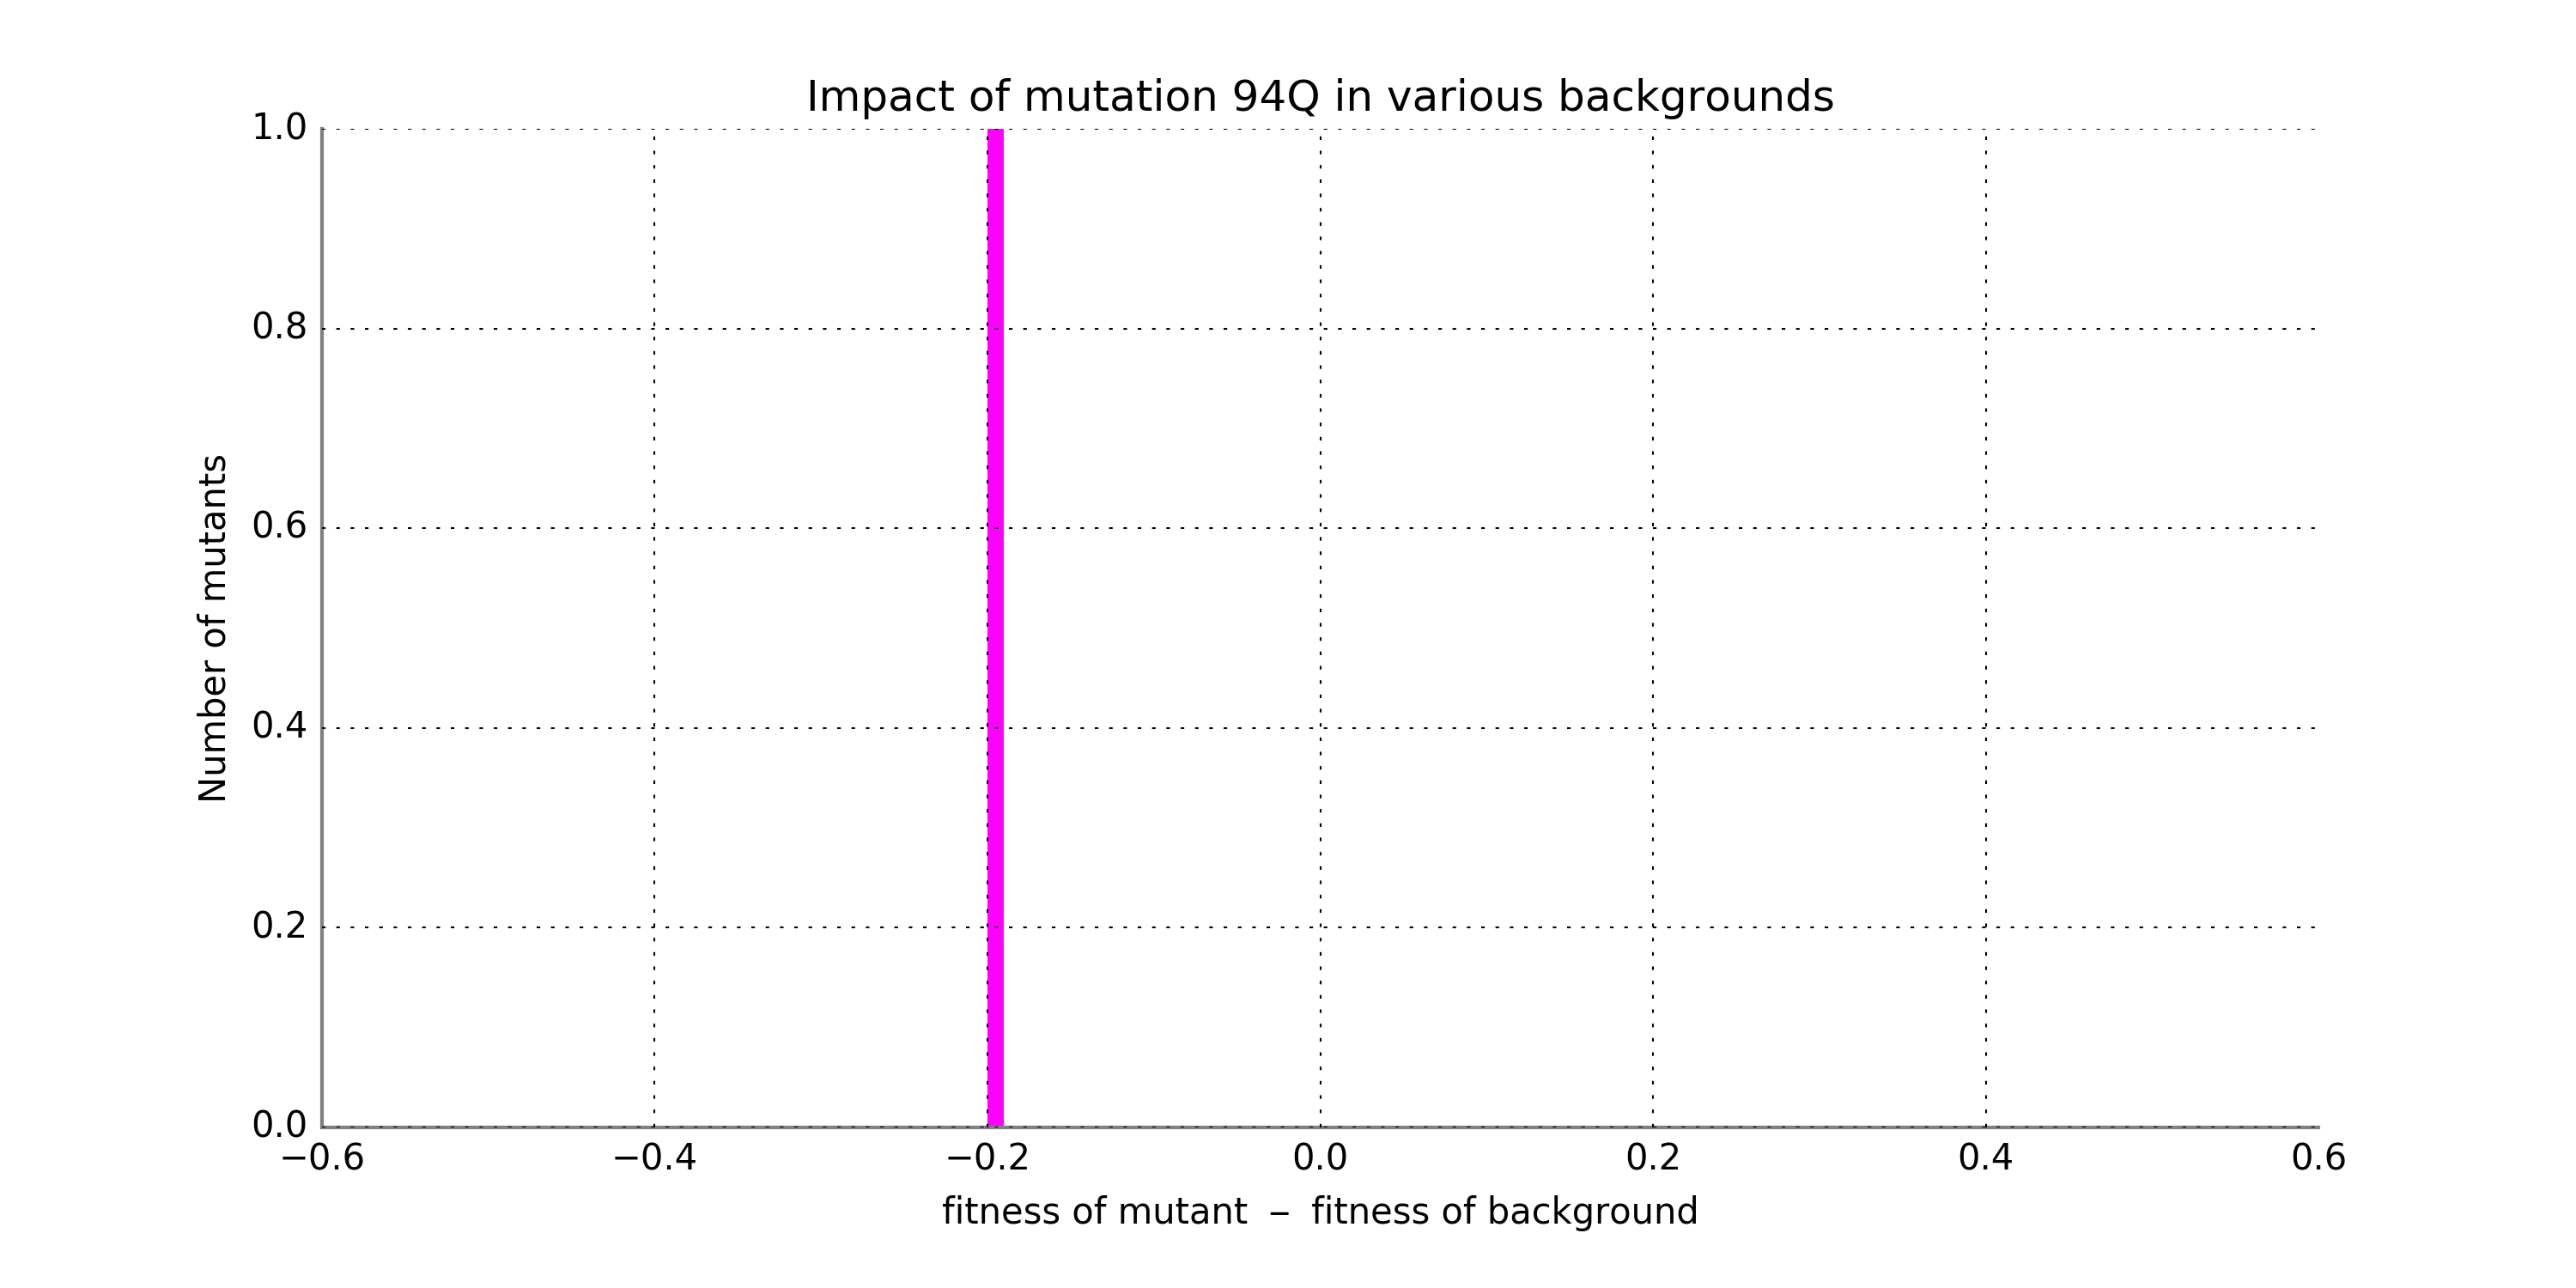 Impact of mutation 94Q in various backgrounds
1.0
0.8
0.6
0.4
0.2
0.0
Number of mutants
−0.6 −0.4 −0.2 0.0 0.2 0.4 0.6
fitness of mutant − fitness of background